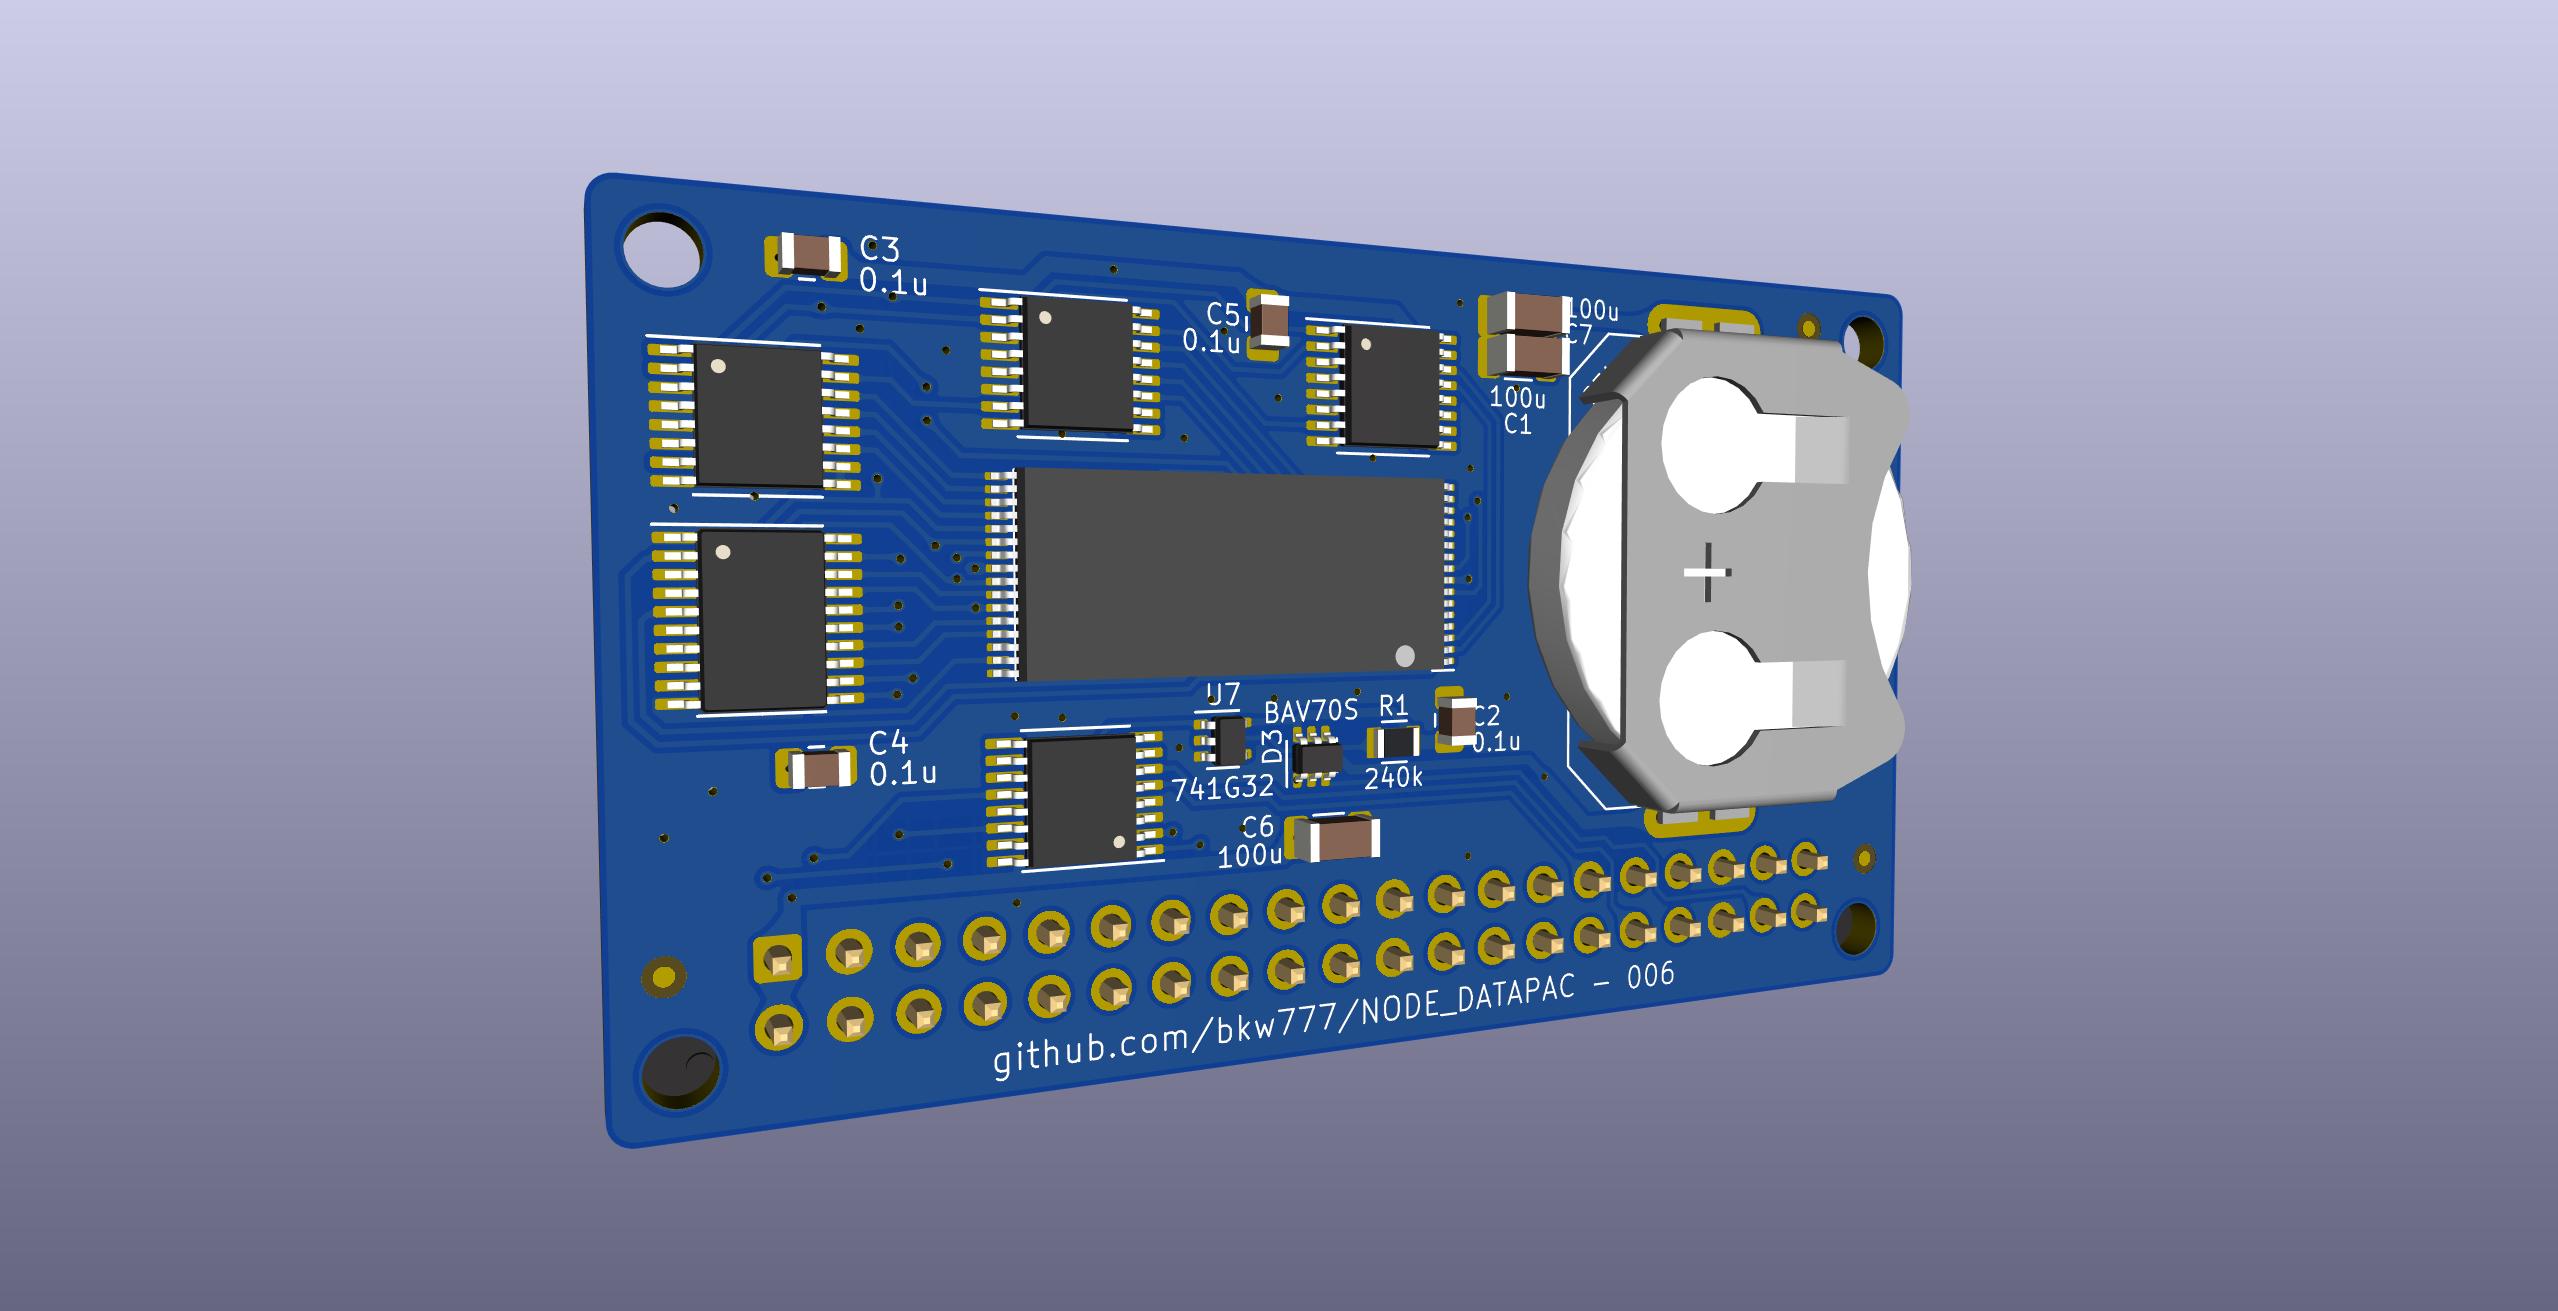 C3
0.1u
C5
0.1u
100u
C7
100u
C1
U7
BAV70S
R1
C2
0.1u
D3
741G32
240k
C4
0.1u
C6
100u
github.com/bkw777/NODE_DATAPAC - 006